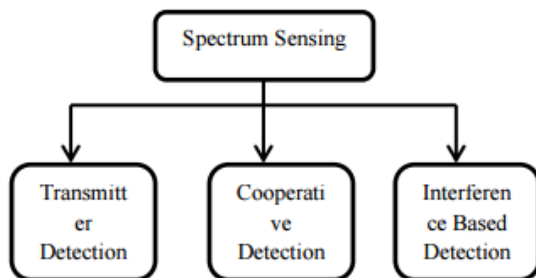 Spectrum Sensing
Transmitt
er
Detection
Cooperati
ve
Detection
Interferen
ce Based
Detection